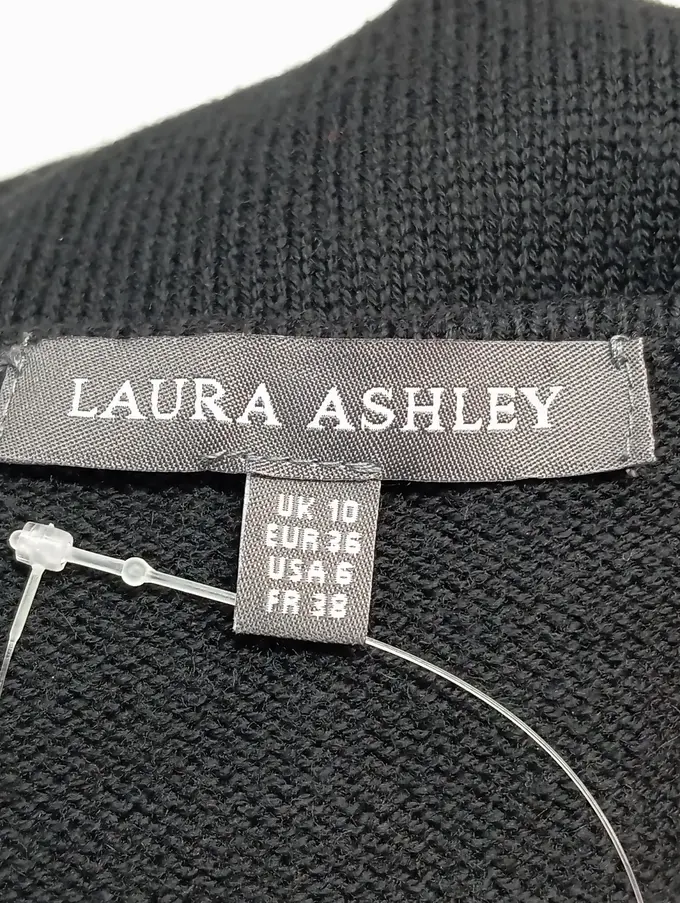 LAURA ASHLEY
UK 10
EUR 36
USA 6
FR 38